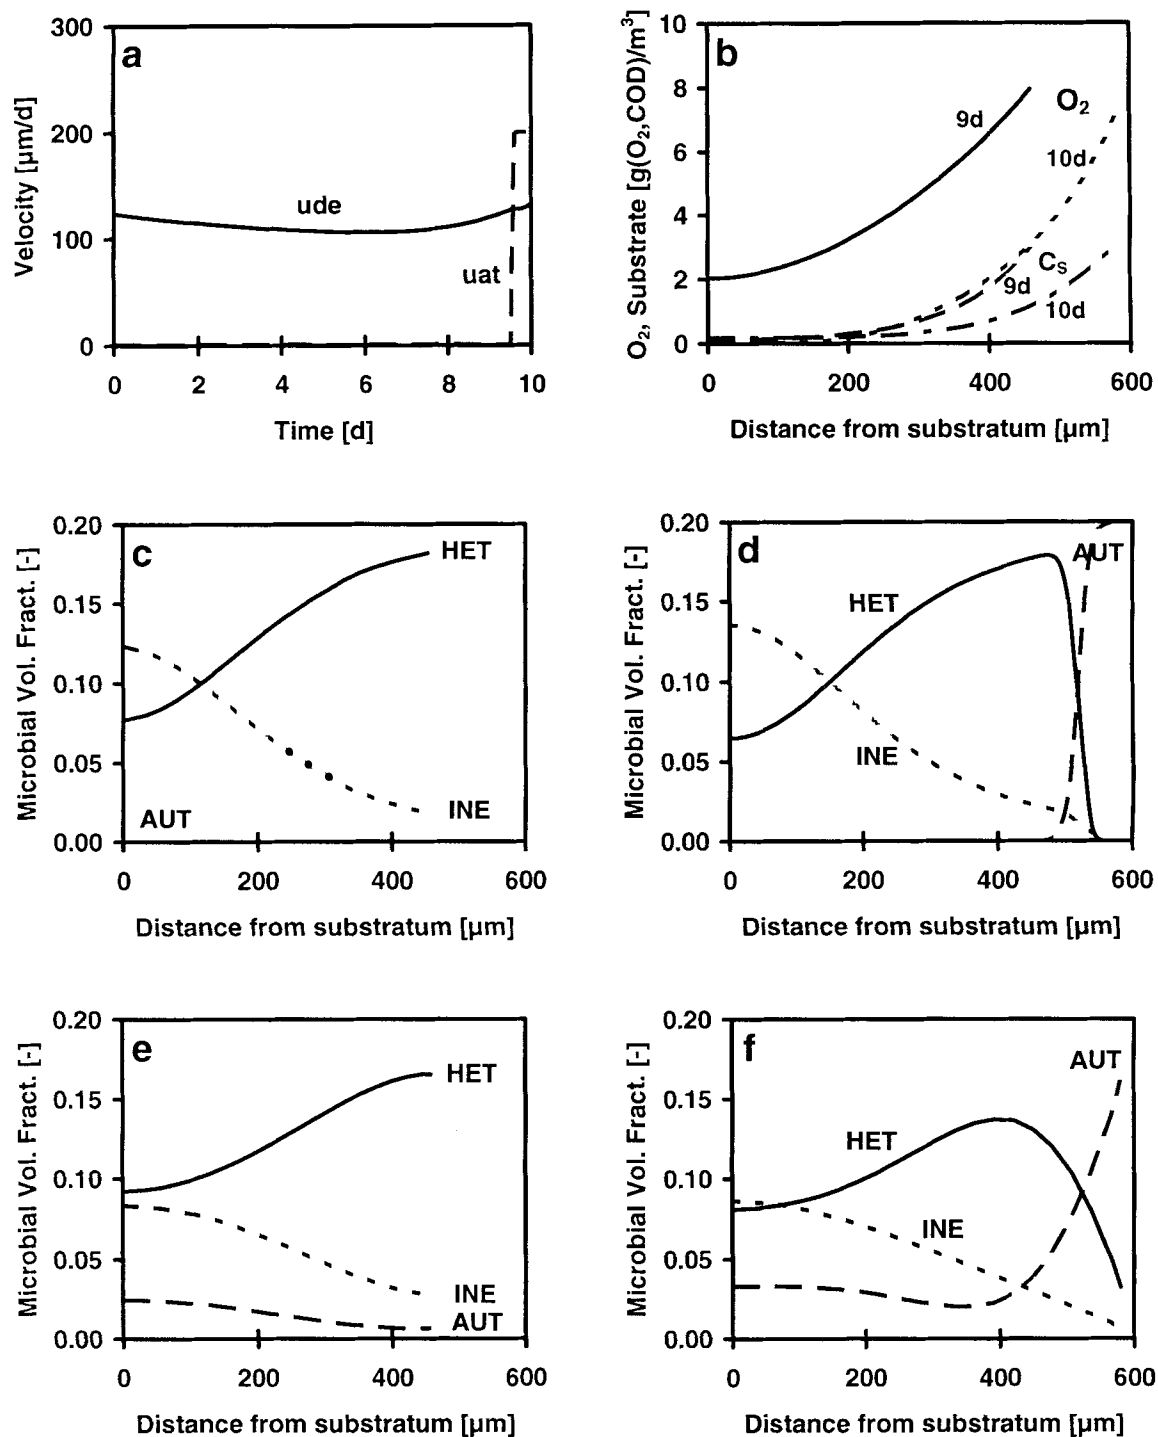 a
300
200
100
0
Velocity [µm/d]
ude
uat
0 2 4 6 8 10
Time [d]
b
10
8
6
4
2
0
O₂, Substrate [g(O₂,COD)/m³]
9d
O₂
10d
Cₛ
9d
10d
0 200 400 600
Distance from substratum [µm]
c
0.20
0.15
0.10
0.05
0.00
Microbial Vol. Fract. [-]
HET
INE
AUT
0 200 400 600
Distance from substratum [µm]
d
0.20
0.15
0.10
0.05
0.00
Microbial Vol. Fract. [-]
AUT
HET
INE
0 200 400 600
Distance from substratum [µm]
e
0.20
0.15
0.10
0.05
0.00
Microbial Vol. Fract. [-]
HET
INE
AUT
0 200 400 600
Distance from substratum [µm]
f
0.20
0.15
0.10
0.05
0.00
Microbial Vol. Fract. [-]
AUT
HET
INE
0 200 400 600
Distance from substratum [µm]